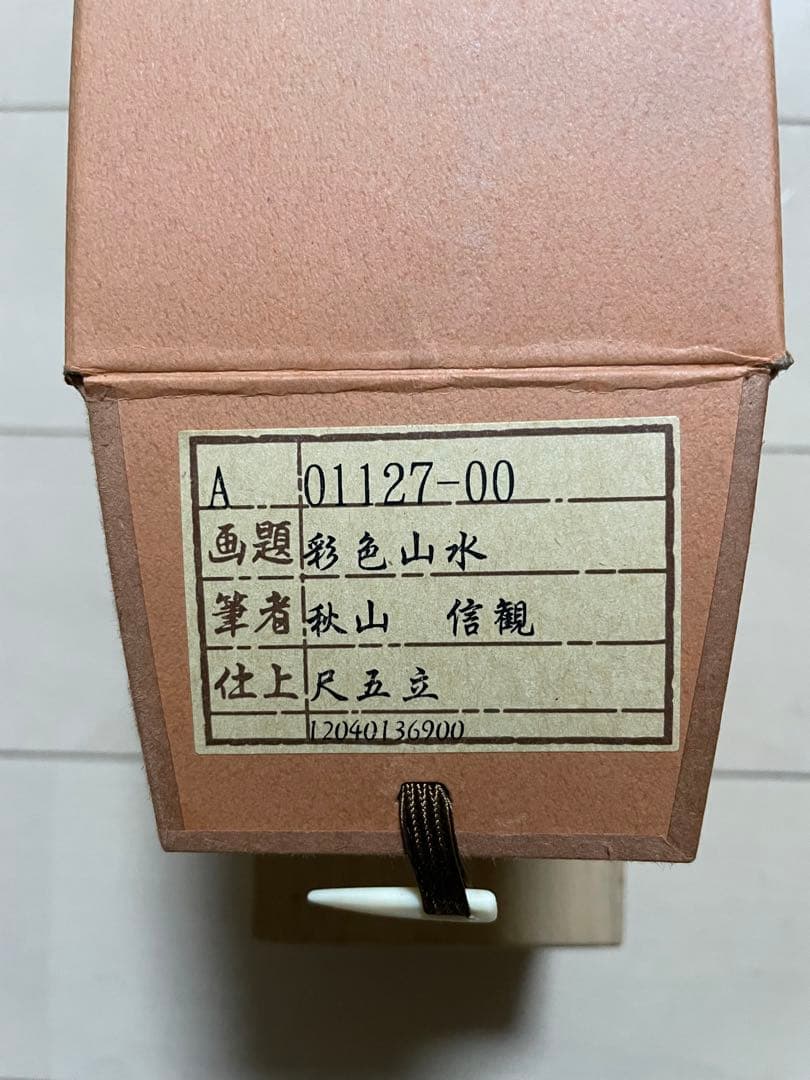 A 01127-00
画題 彩色山水
筆者 秋山 信観
仕上 尺五立
12040136900